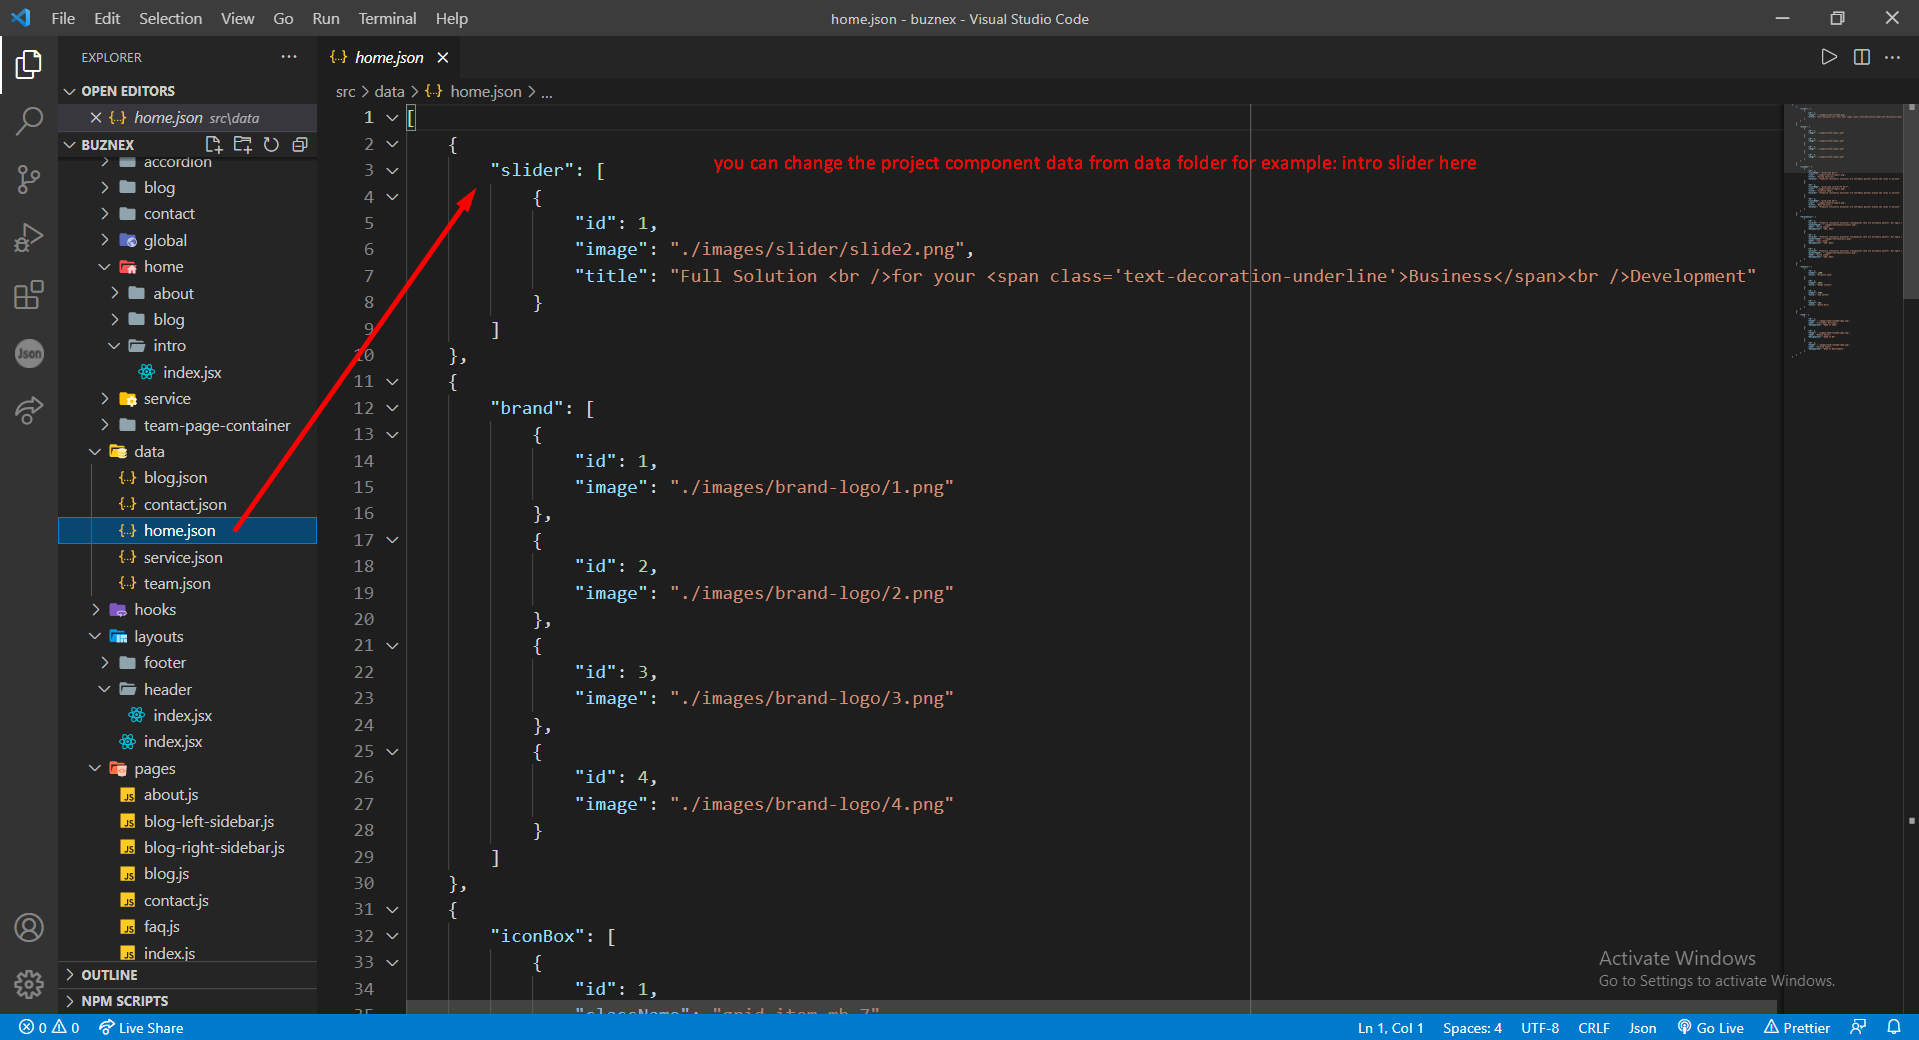 File Edit Selection View Go Run Terminal Help
home.json - buznex - Visual Studio Code
EXPLORER
OPEN EDITORS
home.json src\data
BUZNEX
accordion
blog
contact
global
home
about
blog
intro
index.jsx
service
team-page-container
data
blog.json
contact.json
home.json
service.json
team.json
hooks
layouts
footer
header
index.jsx
index.jsx
pages
about.js
blog-left-sidebar.js
blog-right-sidebar.js
blog.js
contact.js
faq.js
index.js
OUTLINE
NPM SCRIPTS
Json
home.json
src > data > {..} home.json > ...
1 [
2 {
3 "slider": [
you can change the project component data from data folder for example: intro slider here
4 {
5 "id": 1,
6 "image": "./images/slider/slide2.png",
7 "title": "Full Solution <br />for your <span class='text-decoration-underline'>Business</span><br />Development"
8 }
9 ]
10 },
11 {
12 "brand": [
13 {
14 "id": 1,
15 "image": "./images/brand-logo/1.png"
16 },
17 {
18 "id": 2,
19 "image": "./images/brand-logo/2.png"
20 },
21 {
22 "id": 3,
23 "image": "./images/brand-logo/3.png"
24 },
25 {
26 "id": 4,
27 "image": "./images/brand-logo/4.png"
28 }
29 ]
30 },
31 {
32 "iconBox": [
33 {
34 "id": 1,
35 "className": "grid-item mb-7"
Activate Windows
Go to Settings to activate Windows.
0 0 Live Share
Ln 1, Col 1 Spaces: 4 UTF-8 CRLF Json Go Live Prettier